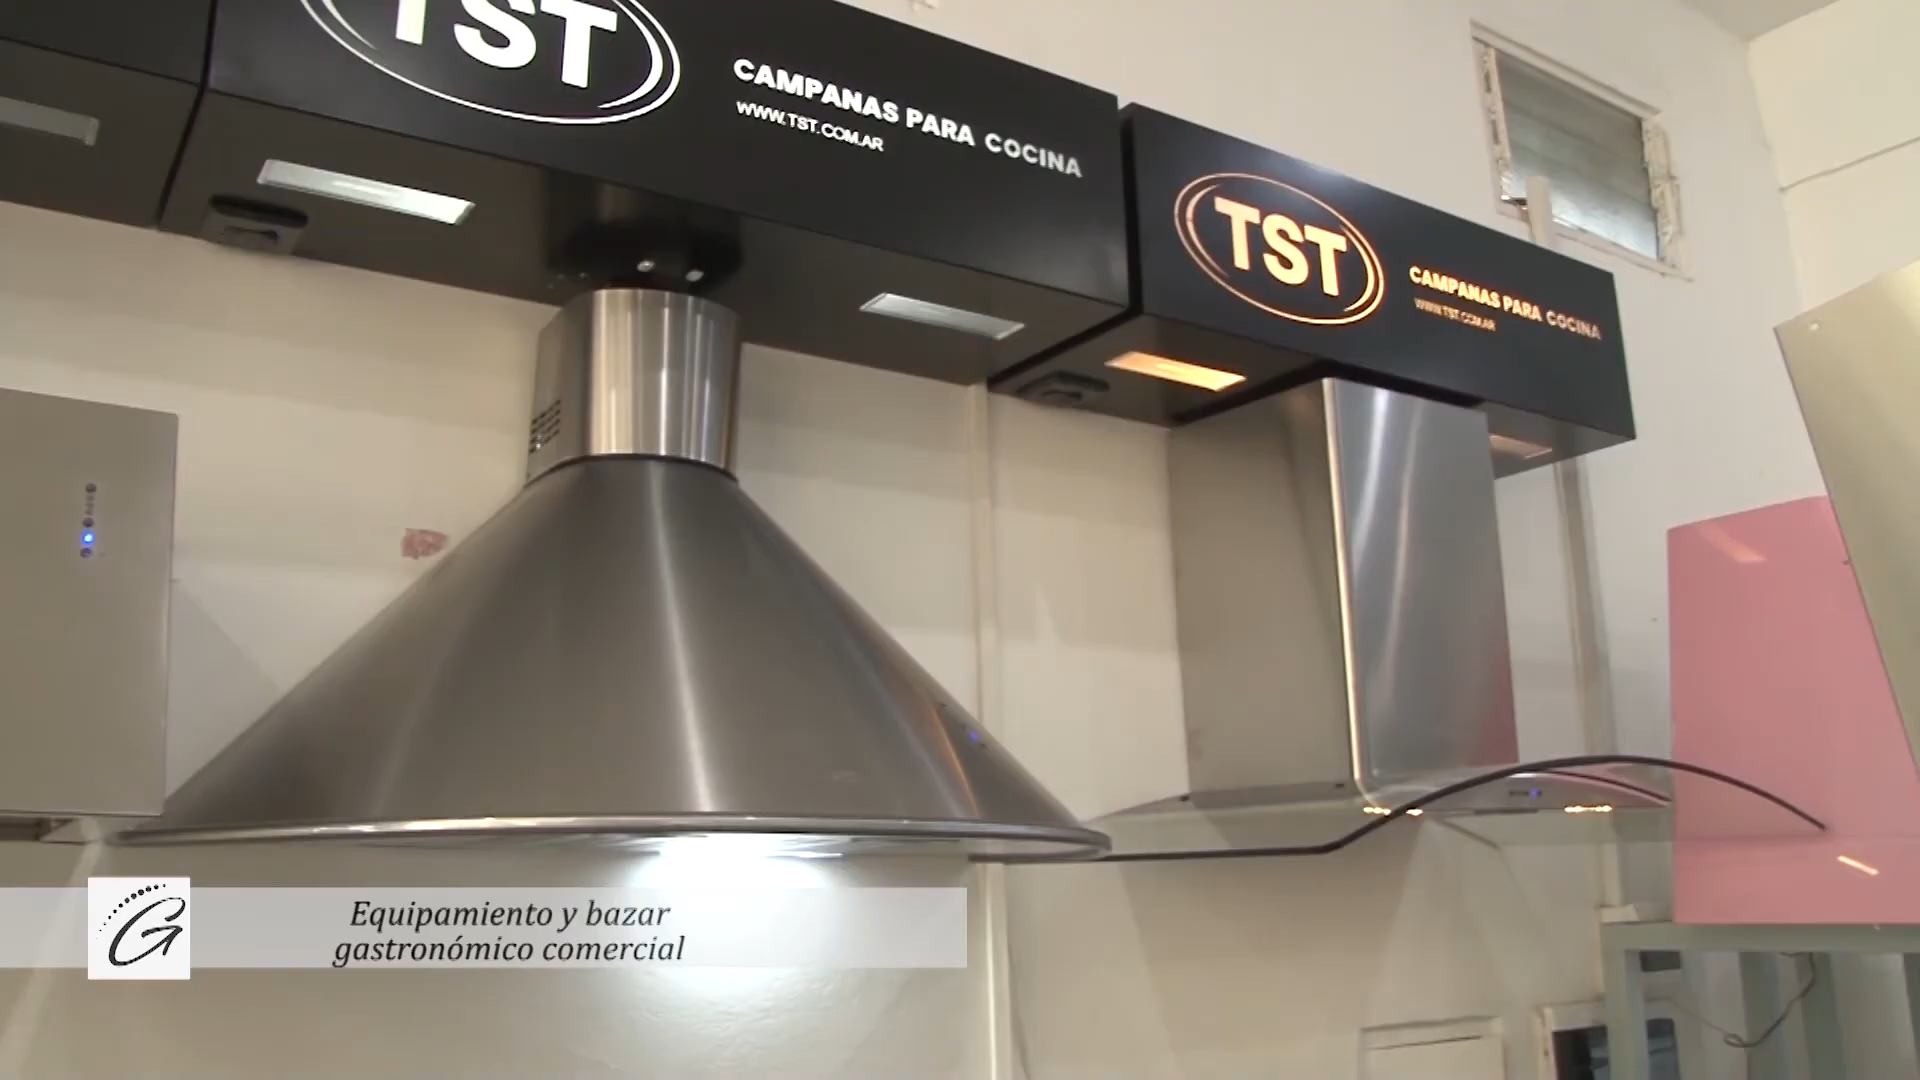 TST
CAMPANAS PARA COCINA
WWW.TST.COM.AR
TST
CAMPANAS PARA COCINA
WWW.TST.COM.AR
G
Equipamiento y bazar
gastronómico comercial